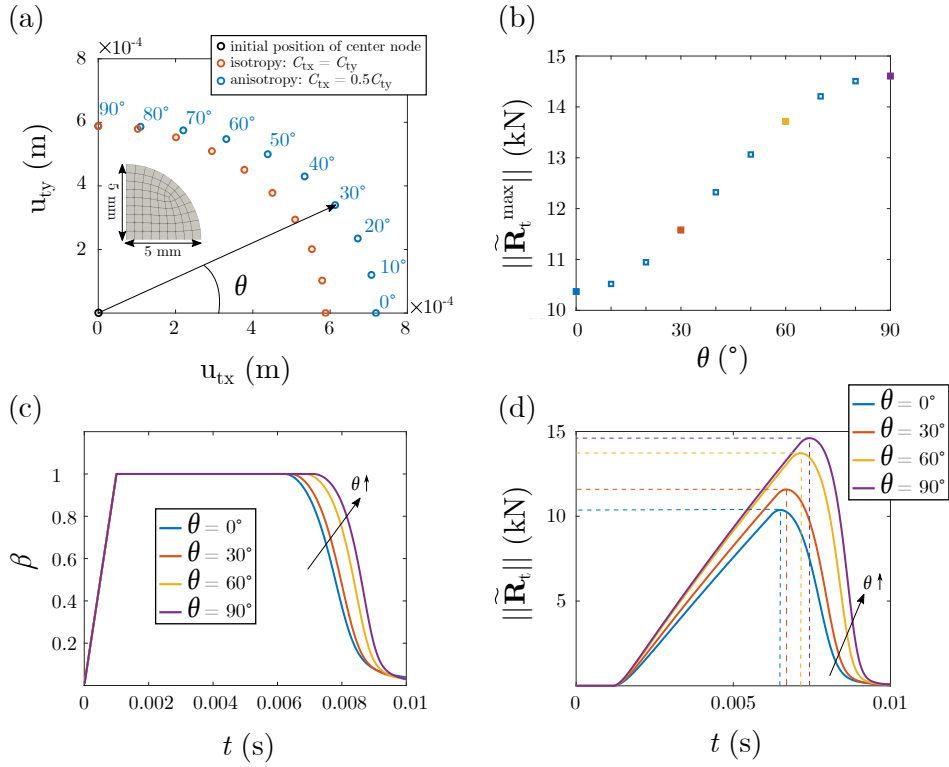 (a)
×10⁻⁴
initial position of center node
isotropy: C_tx = C_ty
anisotropy: C_tx = 0.5C_ty
8
6
4
2
0
u_ty (m)
90°
80°
70°
60°
50°
40°
30°
20°
10°
0°
5 mm
5 mm
θ
×10⁻⁴
0
2
4
6
8
u_tx (m)
(b)
15
14
13
12
11
10
||R̃_t^max|| (kN)
0
30
60
90
θ (°)
(c)
1
0.8
0.6
0.4
0.2
β
θ = 0°
θ = 30°
θ = 60°
θ = 90°
θ↑
0
0.002
0.004
0.006
0.008
0.01
t (s)
(d)
θ = 0°
θ = 30°
θ = 60°
θ = 90°
15
10
5
||R̃_t|| (kN)
θ↑
0
0.005
0.01
t (s)